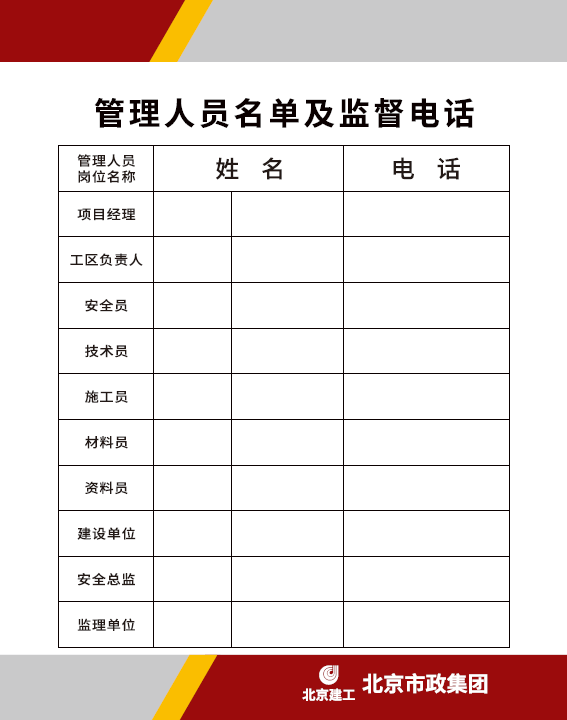 管理人员名单及监督电话
管理人员
岗位名称
姓 名
电 话
项目经理
工区负责人
安全员
技术员
施工员
材料员
资料员
建设单位
安全总监
监理单位
北京建工
北京市政集团